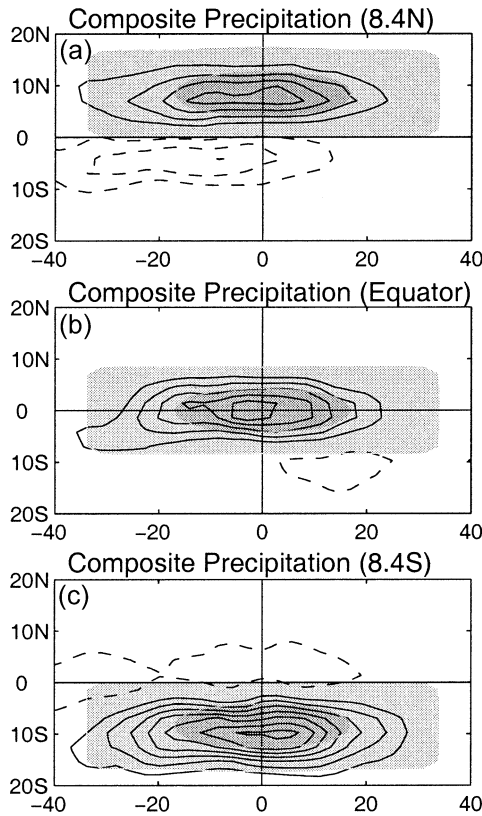 Composite Precipitation (8.4N)
(a)
20N
10N
0
10S
20S
−40 −20 0 20 40
Composite Precipitation (Equator)
(b)
20N
10N
0
10S
20S
−40 −20 0 20 40
Composite Precipitation (8.4S)
(c)
20N
10N
0
10S
20S
−40 −20 0 20 40